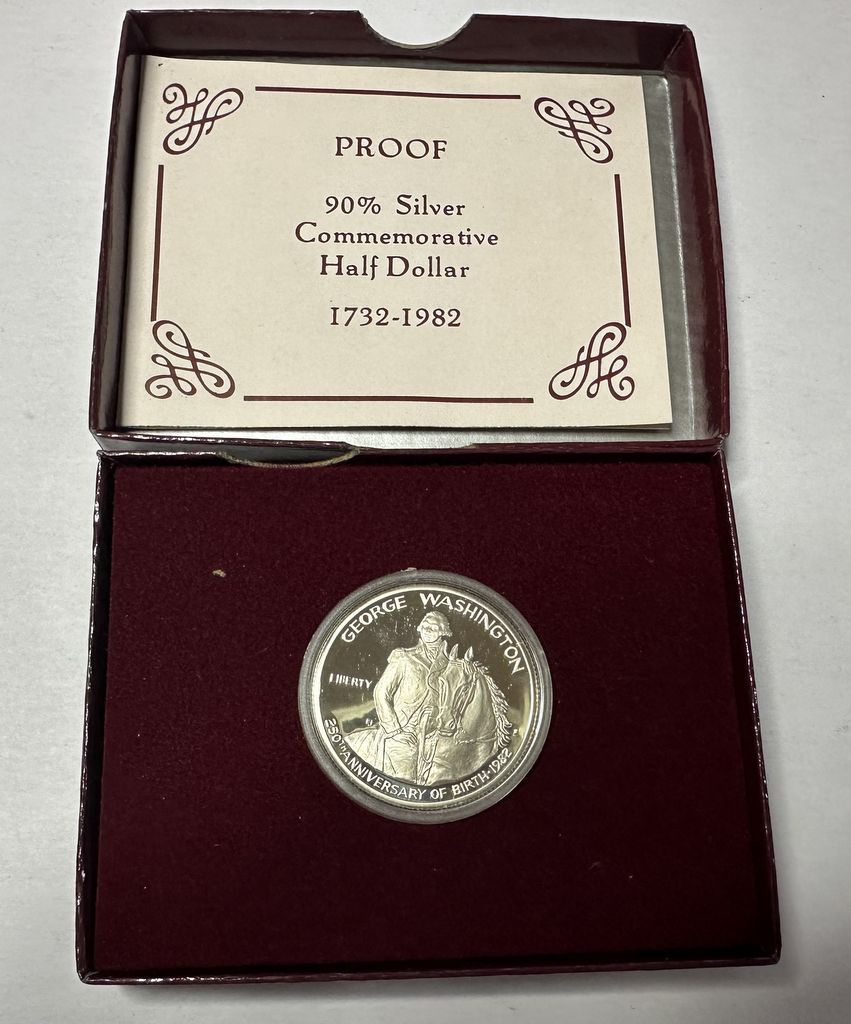 PROOF
90% Silver
Commemorative
Half Dollar
1732-1982
GEORGE WASHINGTON
LIBERTY
250TH ANNIVERSARY OF BIRTH·1982